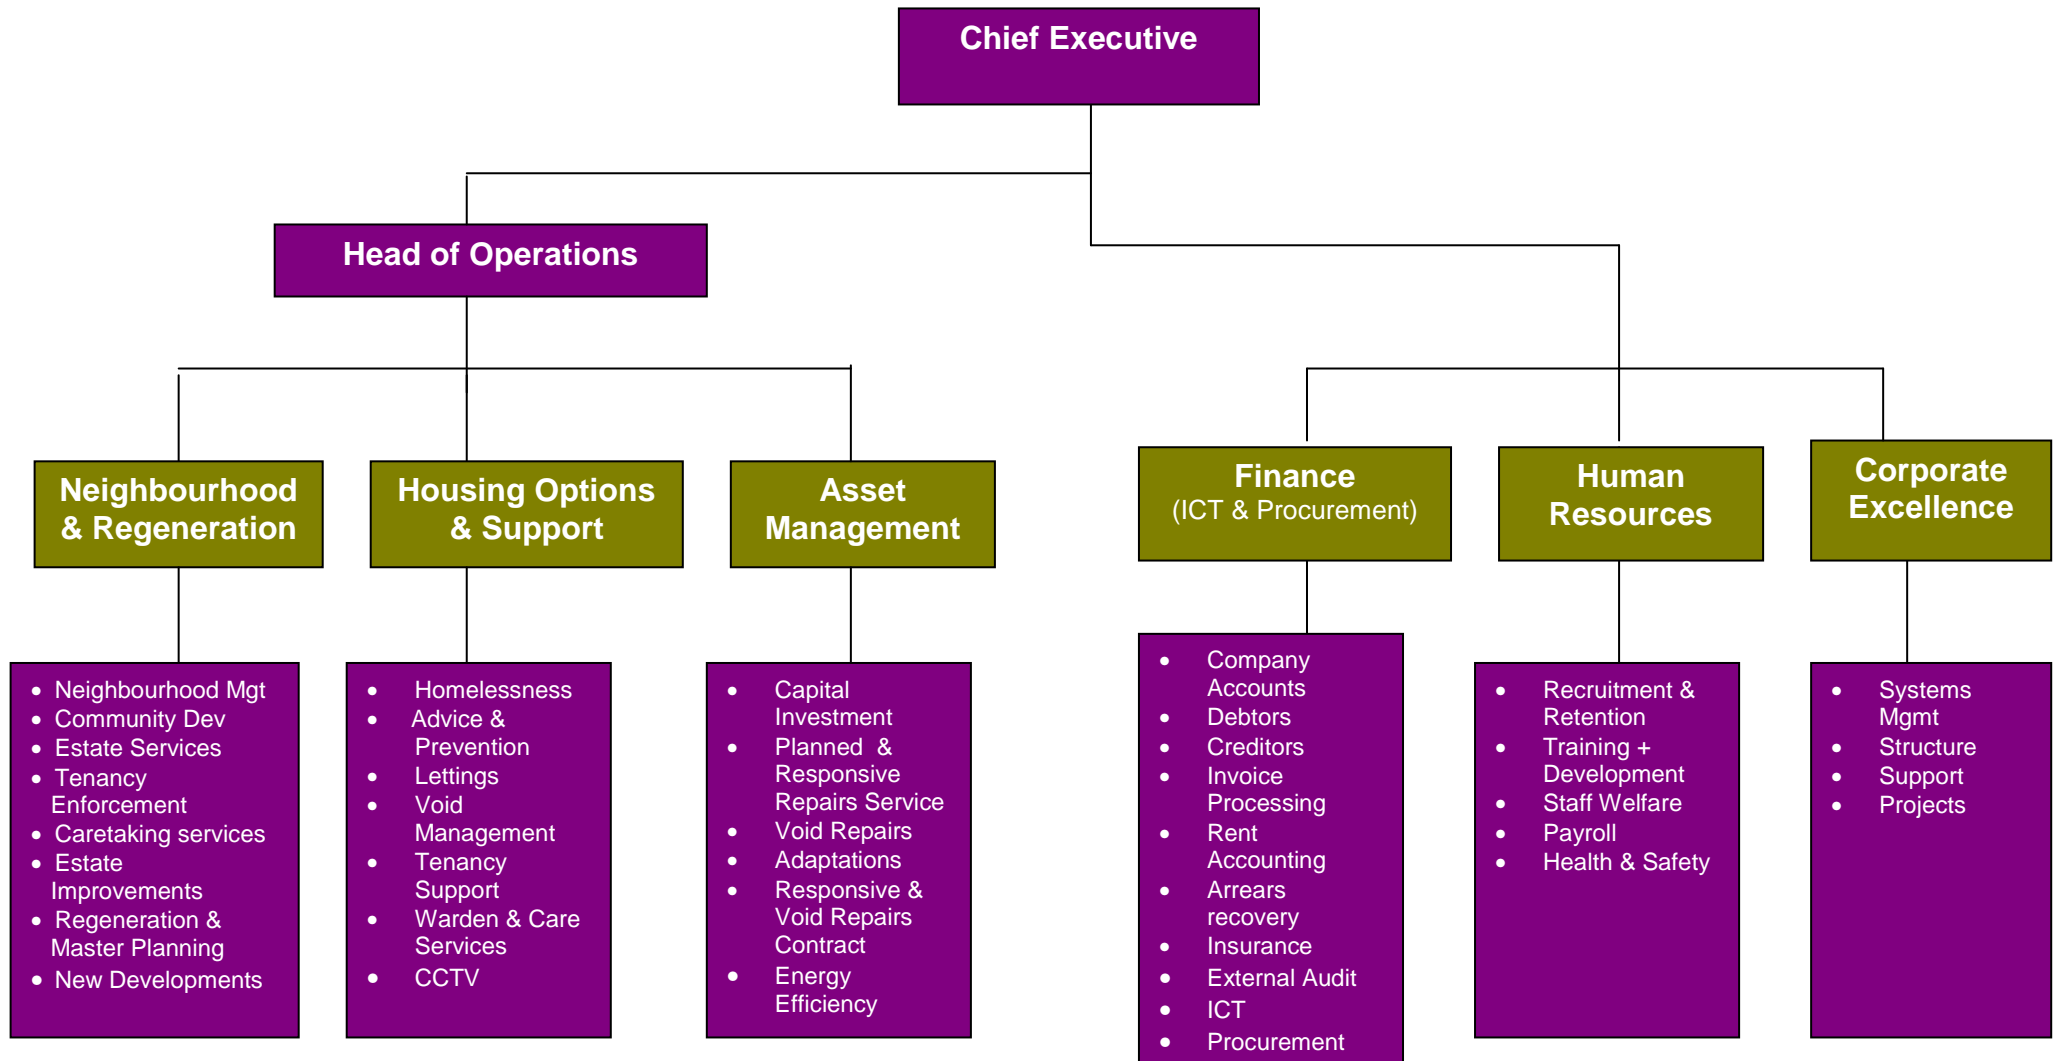 Chief Executive
Head of Operations
Neighbourhood
& Regeneration
Housing Options
& Support
Asset
Management
Finance
(ICT & Procurement)
Human
Resources
Corporate
Excellence
• Neighbourhood Mgt
• Community Dev
• Estate Services
• Tenancy
Enforcement
• Caretaking services
• Estate
Improvements
• Regeneration &
Master Planning
• New Developments
• Homelessness
• Advice &
Prevention
• Lettings
• Void
Management
• Tenancy
Support
• Warden & Care
Services
• CCTV
• Capital
Investment
• Planned & 
Responsive
Repairs Service
• Void Repairs
• Adaptations
• Responsive &
Void Repairs
Contract
• Energy
Efficiency
• Company
Accounts
• Debtors
• Creditors
• Invoice
Processing
• Rent
Accounting
• Arrears
recovery
• Insurance
• External Audit
• ICT
• Procurement
• Recruitment &
Retention
• Training +
Development
• Staff Welfare
• Payroll
• Health & Safety
• Systems
Mgmt
• Structure
• Support
• Projects